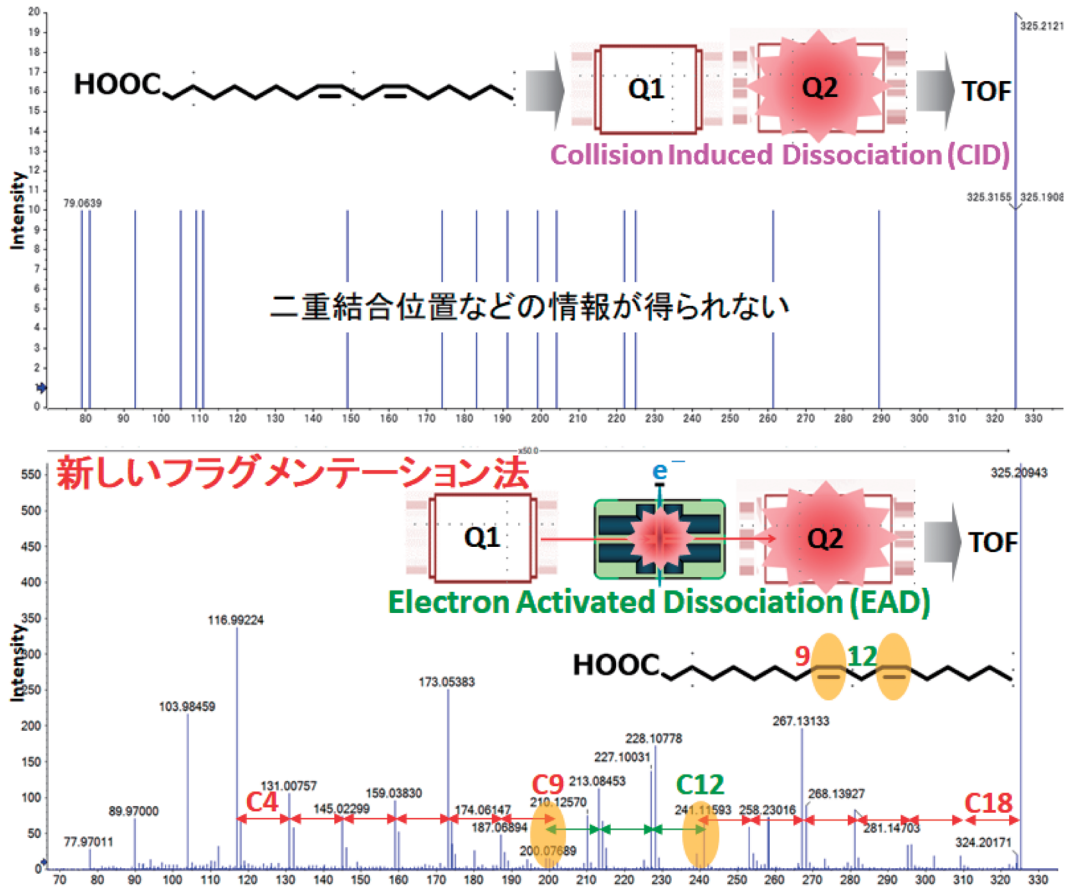 20
19
18
17
16
15
14
13
12
11
10
9
8
7
6
5
4
3
2
1
0
Intensity
325.2121
HOOC
Q1
Q2
TOF
Collision Induced Dissociation (CID)
79.0639
325.3155
325.1908
二重結合位置などの情報が得られない
80 90 100 110 120 130 140 150 160 170 180 190 200 210 220 230 240 250 260 270 280 290 300 310 320 330
x50.0
新しいフラグメンテーション法
e⁻
325.20943
Q1
Q2
TOF
Electron Activated Dissociation (EAD)
550
500
450
400
350
300
250
200
150
100
50
0
Intensity
HOOC
9
12
116.99224
103.98459
173.05383
267.13133
228.10778
227.10031
213.08453
268.13927
131.00757
159.03830
C4
145.02299
174.06147
C9
210.12570
C12
241.11593
258.23016
C18
89.97000
187.06894
281.14703
77.97011
200.07689
324.20171
70 80 90 100 110 120 130 140 150 160 170 180 190 200 210 220 230 240 250 260 270 280 290 300 310 320 330